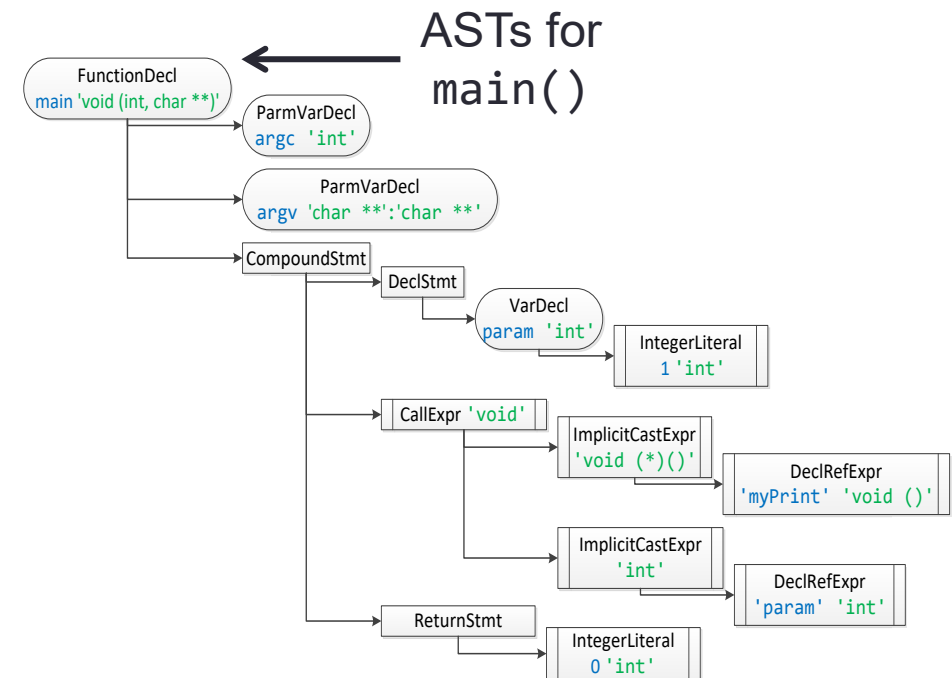 ASTs for
main()
FunctionDecl
main 'void (int, char **)'
ParmVarDecl
argc 'int'
ParmVarDecl
argv 'char **':'char **'
CompoundStmt
DeclStmt
VarDecl
param 'int'
IntegerLiteral
1 'int'
CallExpr 'void'
ImplicitCastExpr
'void (*)()'
DeclRefExpr
'myPrint' 'void ()'
ImplicitCastExpr
'int'
DeclRefExpr
'param' 'int'
ReturnStmt
IntegerLiteral
0 'int'